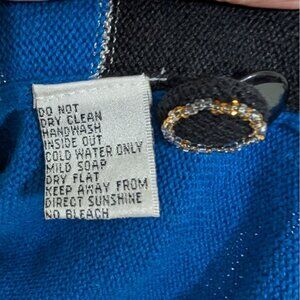 DO NOT
DRY CLEAN
HANDWASH
INSIDE OUT
COLD WATER ONLY
MILD SOAP
DRY FLAT
KEEP AWAY FROM
DIRECT SUNSHINE
NO BLEACH